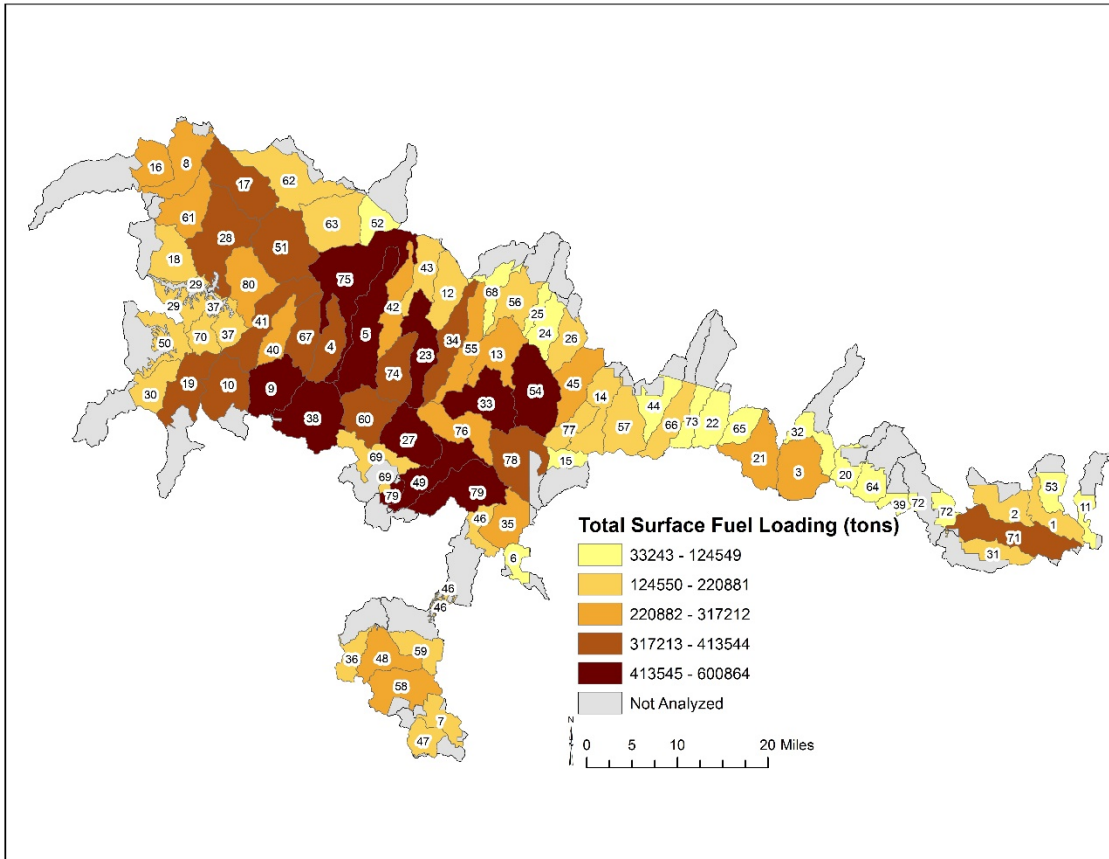 16 8 17 62
61 28 51 63 52
18 29 80 75 43
29 37 42 12 68 56 25
50 70 37 41 40 67 4 5 23 34 55 13 24 26
30 19 10 9 74 33 54 45 14 44
38 60 27 76 77 57 66 73 22 65 32
69 78 15 21 3
69 49 20 64 53
79 79 39 72 72 2 11
46 35 71 1
31
6
46
46
36 48 59
58
7
47
Total Surface Fuel Loading (tons)
33243 - 124549
124550 - 220881
220882 - 317212
317213 - 413544
413545 - 600864
Not Analyzed
N
0 5 10 20 Miles